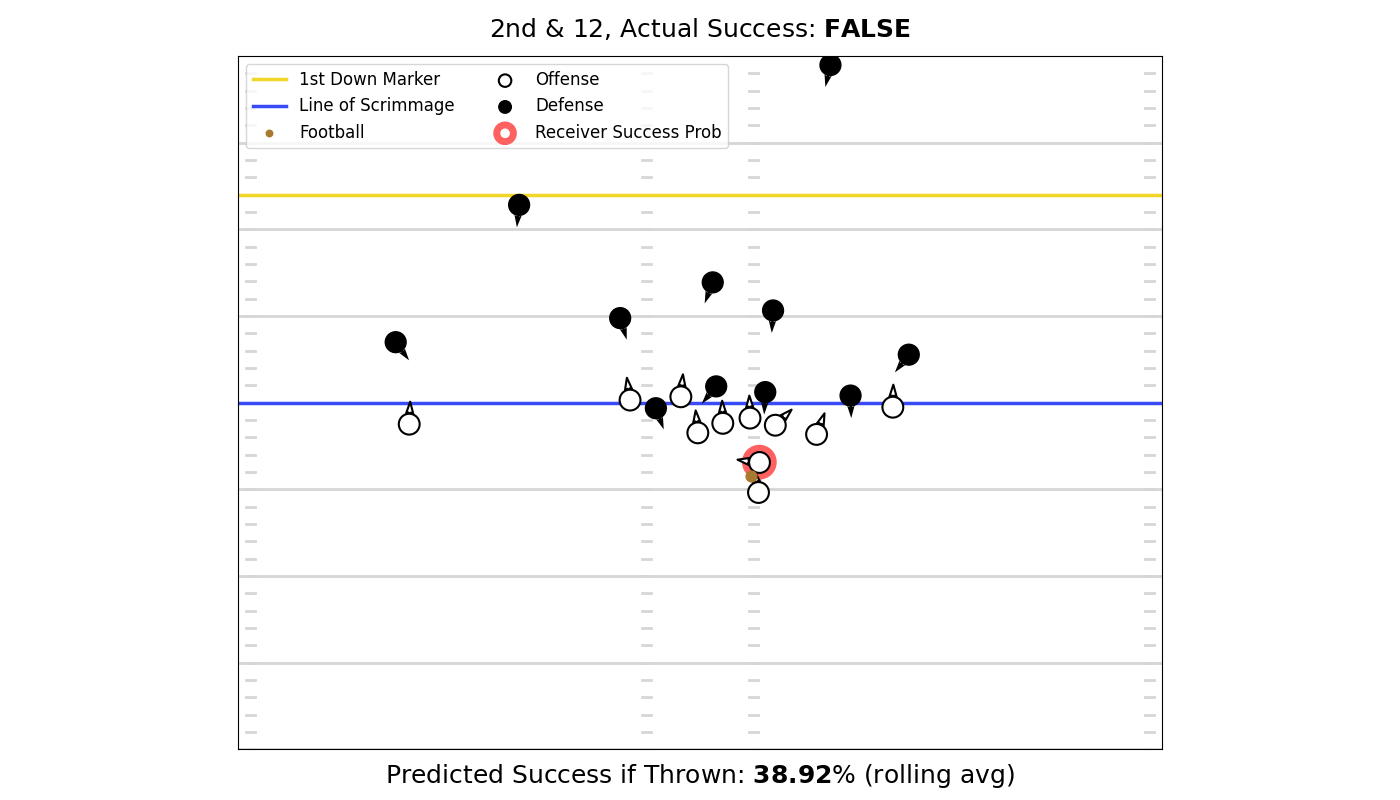 2nd & 12, Actual Success: FALSE
1st Down Marker
Line of Scrimmage
Football
Offense
Defense
Receiver Success Prob
Predicted Success if Thrown: 38.92% (rolling avg)